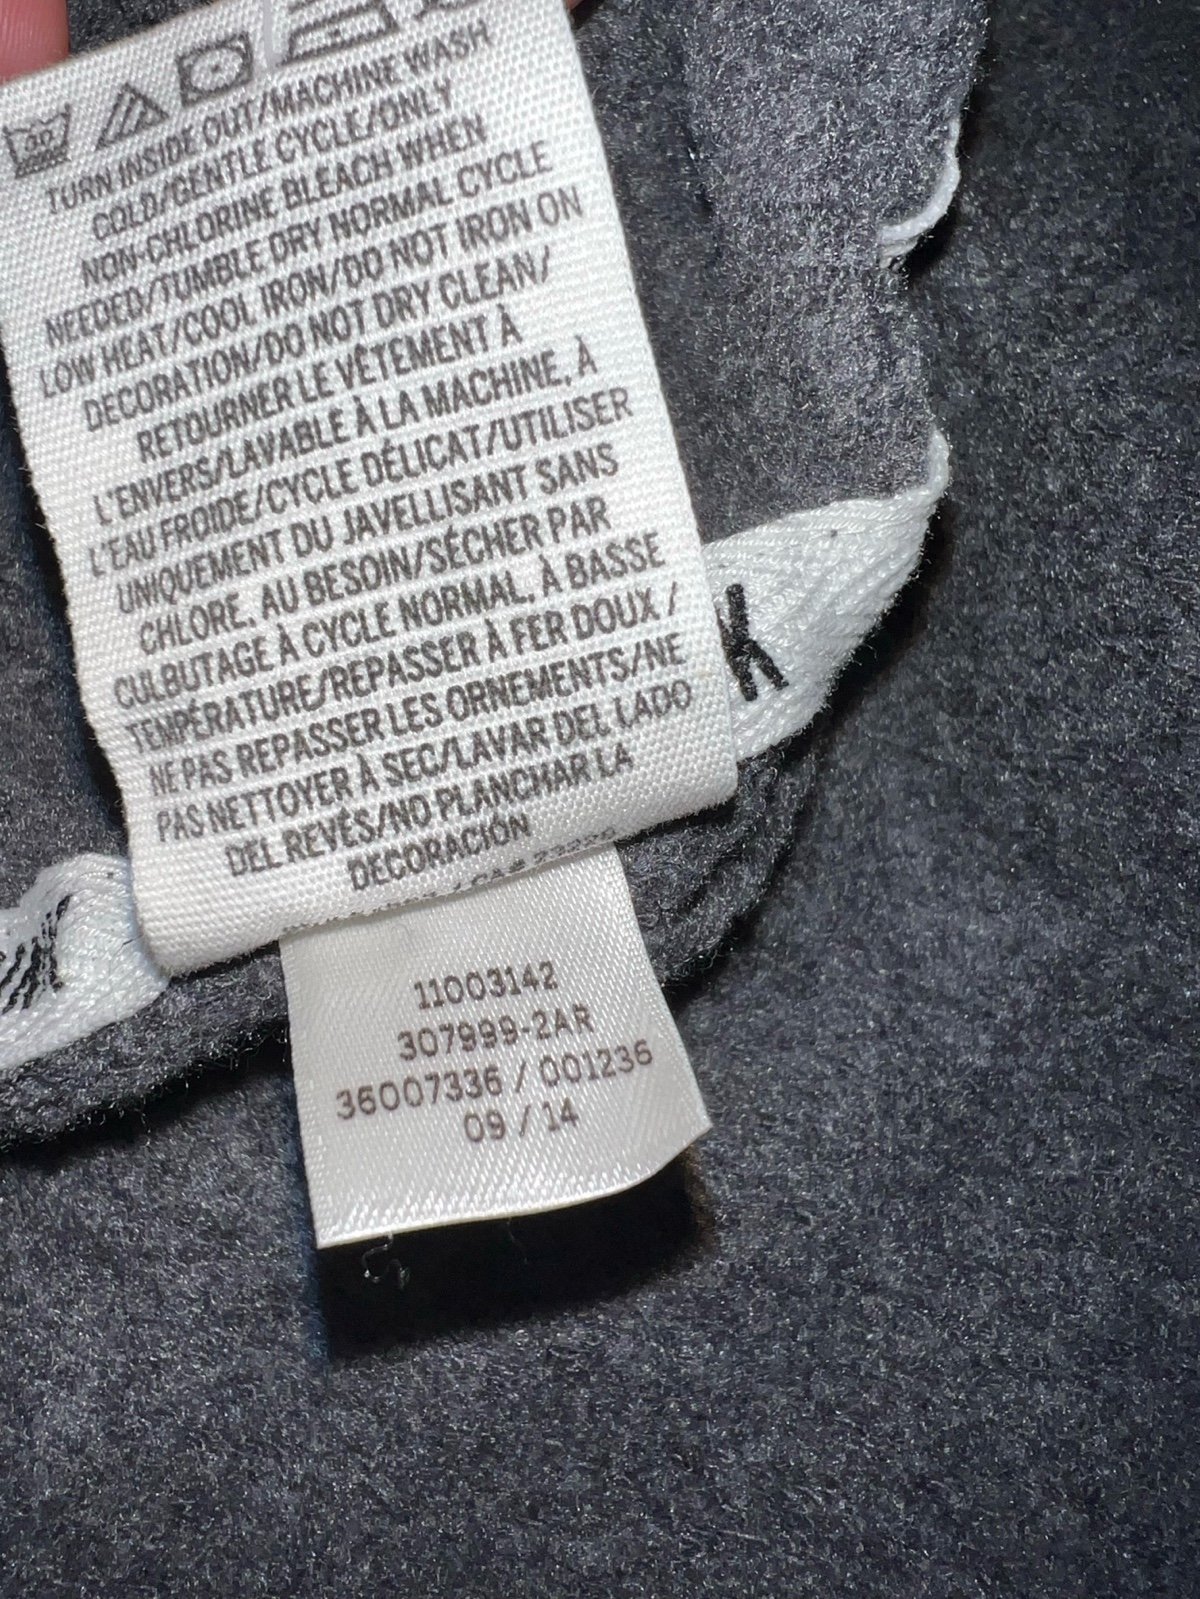 30
TURN INSIDE OUT/MACHINE WASH
COLD/GENTLE CYCLE/ONLY
NON-CHLORINE BLEACH WHEN
NEEDED/TUMBLE DRY NORMAL CYCLE
LOW HEAT/COOL IRON/DO NOT IRON ON
DECORATION/DO NOT DRY CLEAN/
RETOURNER LE VÊTEMENT À
L'ENVERS/LAVABLE À LA MACHINE, À
L'EAU FROIDE/CYCLE DÉLICAT/UTILISER
UNIQUEMENT DU JAVELLISANT SANS
CHLORE, AU BESOIN/SÉCHER PAR
CULBUTAGE À CYCLE NORMAL, À BASSE
TEMPÉRATURE/REPASSER À FER DOUX /
NE PAS REPASSER LES ORNEMENTS/NE
PAS NETTOYER À SEC/LAVAR DEL LADO
DEL REVÉS/NO PLANCHAR LA
DECORACIÓN
K
11003142
307999-2AR
36007336 / 001236
09 / 14